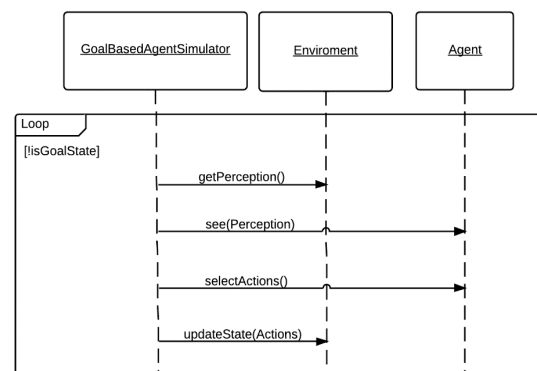 GoalBasedAgentSimulator
Enviroment
Agent
Loop
[!isGoalState]
getPerception()
see(Perception)
selectActions()
updateState(Actions)